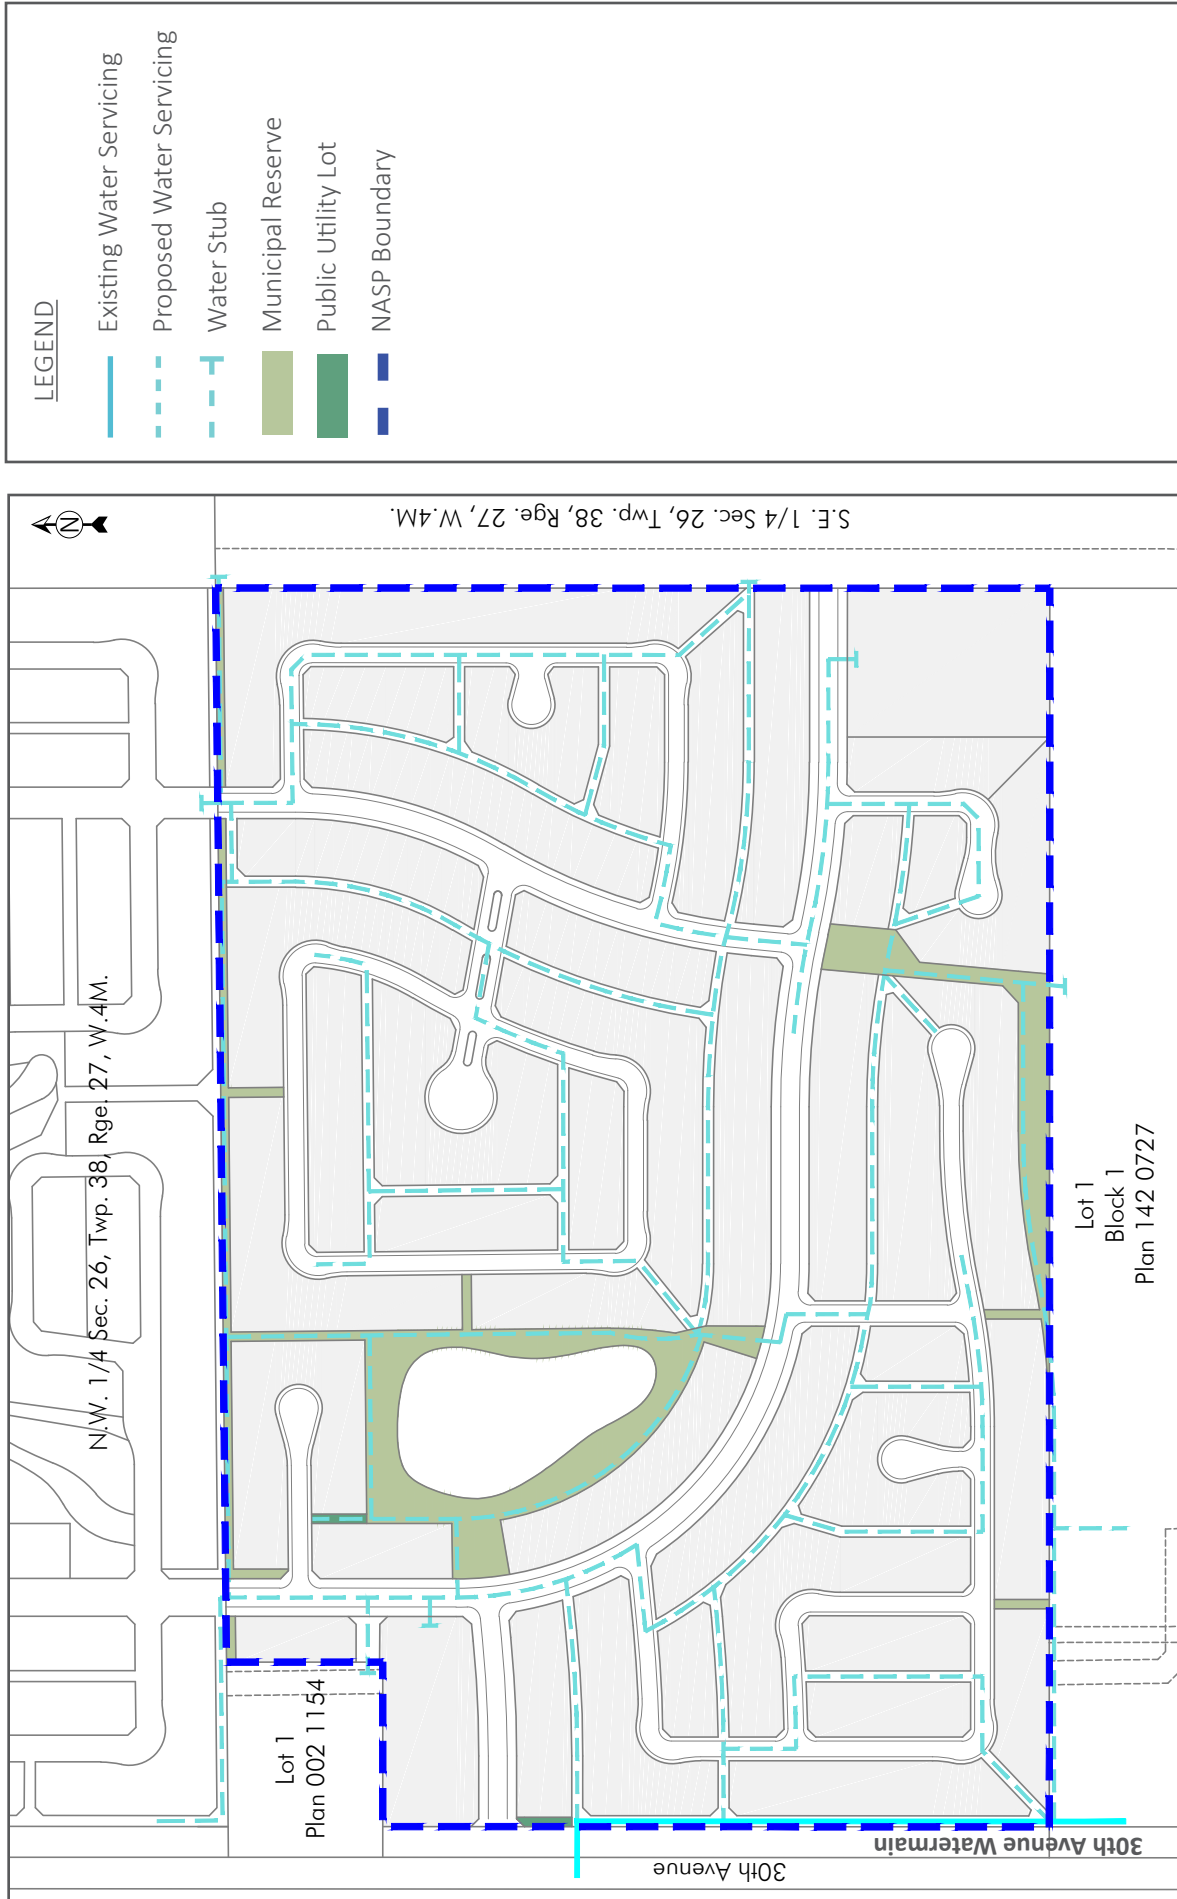 LEGEND
Existing Water Servicing
Proposed Water Servicing
Water Stub
Municipal Reserve
Public Utility Lot
NASP Boundary
N
S.E. 1/4 Sec. 26, Twp. 38, Rge. 27, W.4M.
N.W. 1/4 Sec. 26, Twp. 38, Rge. 27, W.4M.
Lot 1
Block 1
Plan 142 0727
Lot 1
Plan 002 1154
30th Avenue Watermain
30th Avenue